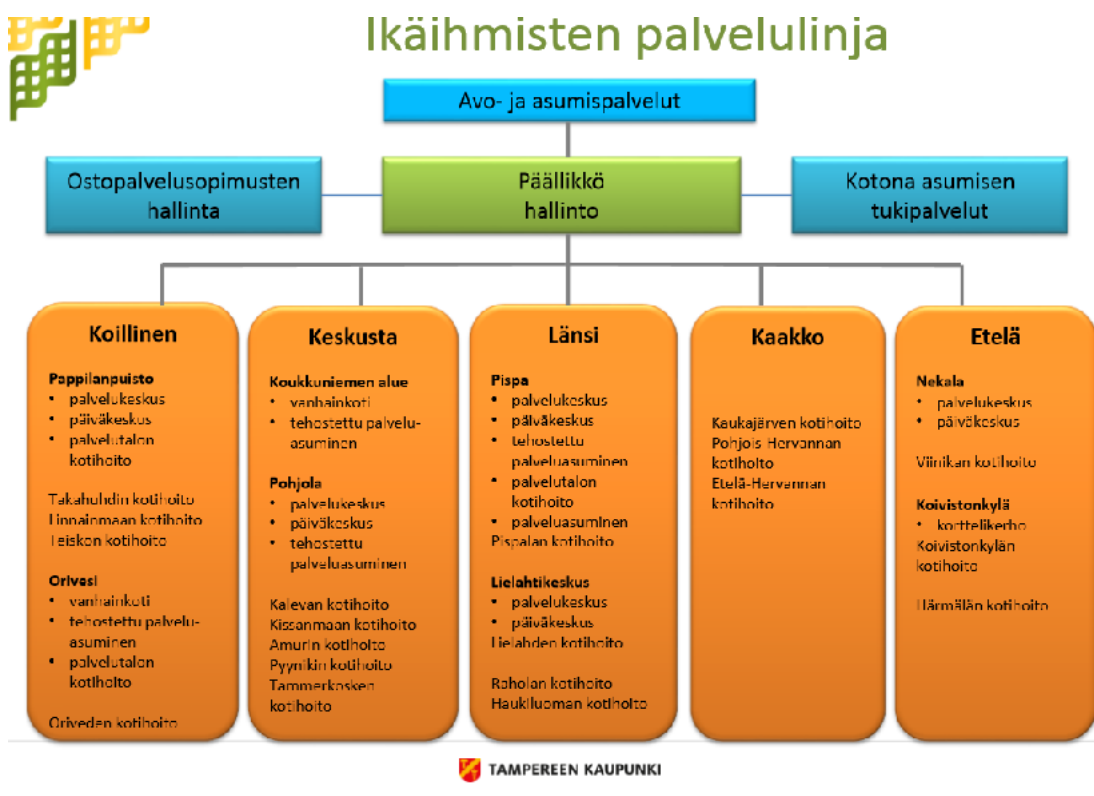 Ikäihmisten palvelulinja
Avo- ja asumispalvelut
Ostopalvelusopimusten
hallinta
Päällikkö
hallinto
Kotona asumisen
tukipalvelut
Koillinen
Pappilanpuisto
• palvelukeskus
• päiväkeskus
• palvelutalon
kotihoito
Takahuhdin kotihoito
Linnainmaan kotihoito
Teiskon kotihoito
Orivesi
• vanhainkoti
• tehostettu palvelu-
asuminen
• palvelutalon
kotihoito
Oriveden kotihoito
Keskusta
Koukkuniemen alue
• vanhainkoti
• tehostettu palvelu-
asuminen
Pohjola
• palvelukeskus
• päiväkeskus
• tehostettu
palveluasuminen
Kalevan kotihoito
Kissanmaan kotihoito
Amurin kotihoito
Pyynikin kotihoito
Tammerkosken
kotihoito
Länsi
Pispa
• palvelukeskus
• päiväkeskus
• tehostettu
palveluasuminen
• palvelutalon
kotihoito
• palveluasuminen
Pispalan kotihoito
Lielahtikeskus
• palvelukeskus
• päiväkeskus
Lielahden kotihoito
Raholan kotihoito
Haukiluoman kotihoito
Kaakko
Kaukajärven kotihoito
Pohjois-Hervannan
kotihoito
Etelä-Hervannan
kotihoito
Etelä
Nekala
• palvelukeskus
• päiväkeskus
Viinikan kotihoito
Koivistonkylä
• korttelikerho
Koivistonkylän
kotihoito
Härmälän kotihoito
TAMPEREEN KAUPUNKI